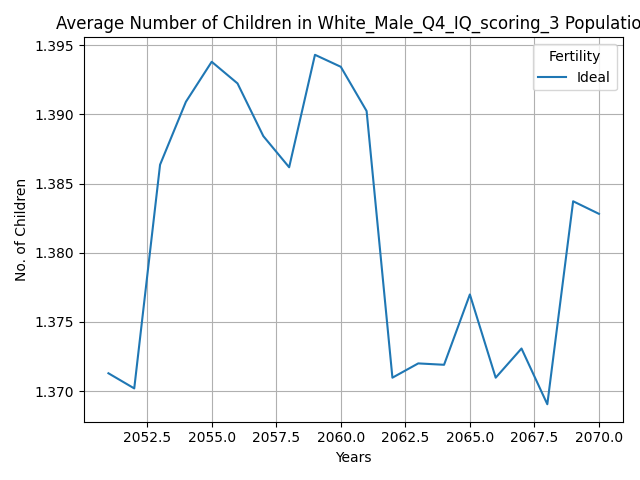 Average Number of Children in White_Male_Q4_IQ_scoring_3 Populatio
Fertility
Ideal
1.395
1.390
1.385
1.380
1.375
1.370
No. of Children
2052.5 2055.0 2057.5 2060.0 2062.5 2065.0 2067.5 2070.0
Years